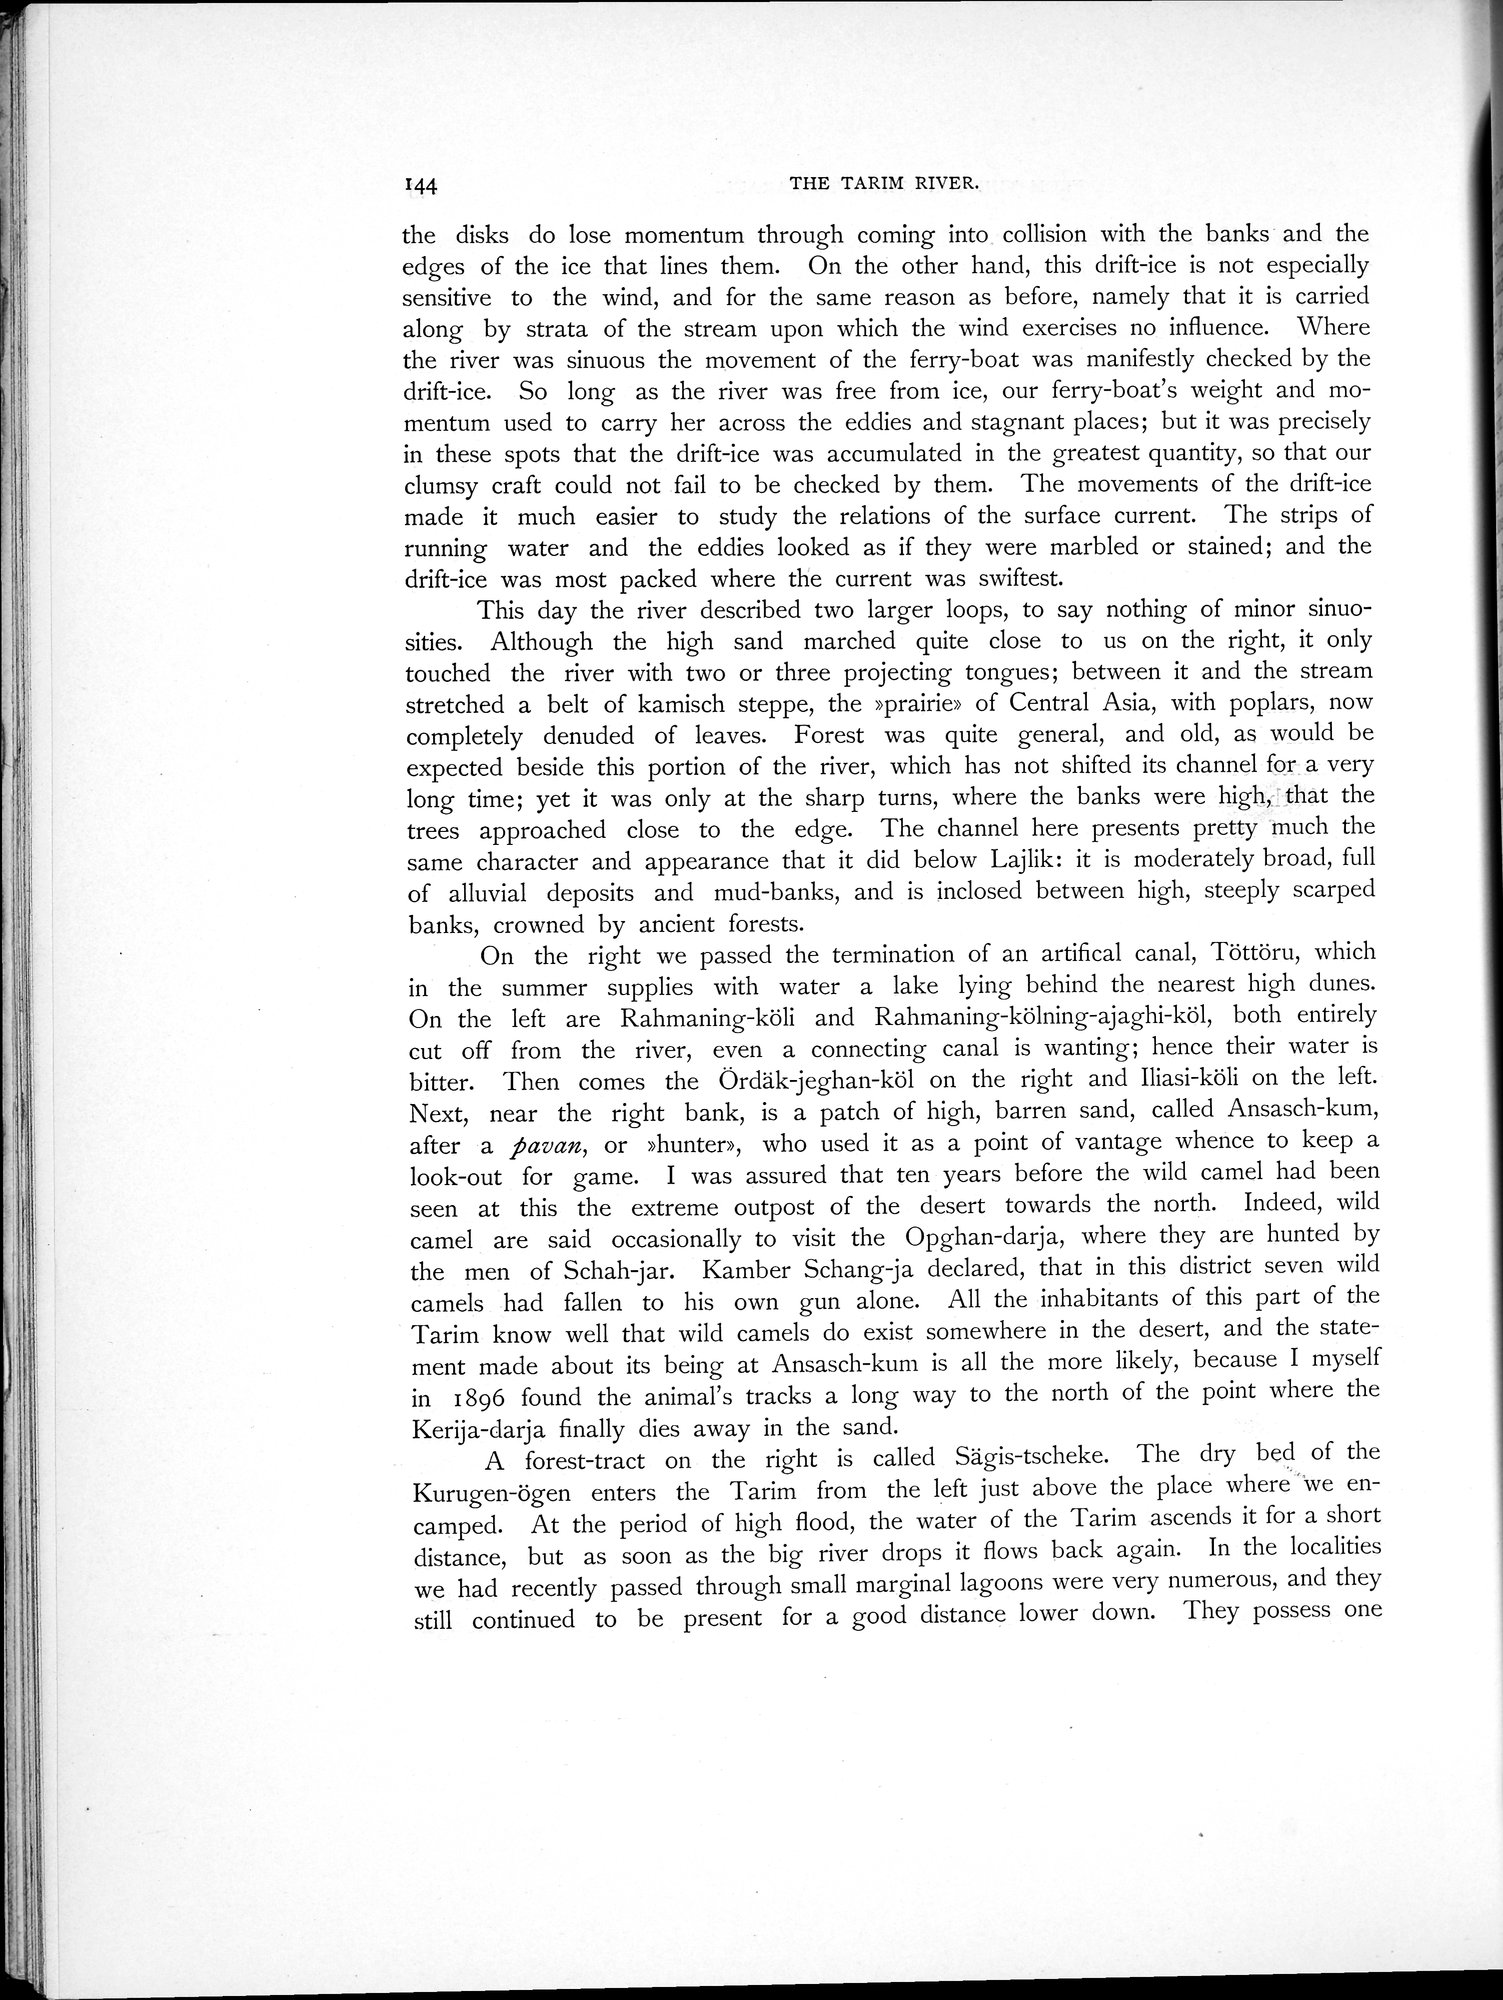 144 THE TARIM RIVER.
the disks do lose momentum through coming into collision with the banks and the
edges of the ice that lines them. On the other hand, this drift-ice is not especially
sensitive to the wind, and for the same reason as before, namely that it is carried
along by strata of the stream upon which the wind exercises no influence. Where
the river was sinuous the movement of the ferry-boat was manifestly checked by the
drift-ice. So long as the river was free from ice, our ferry-boat's weight and mo-
mentum used to carry her across the eddies and stagnant places; but it was precisely
in these spots that the drift-ice was accumulated in the greatest quantity, so that our
clumsy craft could not fail to be checked by them. The movements of the drift-ice
made it much easier to study the relations of the surface current. The strips of
running water and the eddies looked as if they were marbled or stained; and the
drift-ice was most packed where the current was swiftest.
This day the river described two larger loops, to say nothing of minor sinuo-
sities. Although the high sand marched quite close to us on the right, it only
touched the river with two or three projecting tongues; between it and the stream
stretched a belt of kamisch steppe, the »prairie» of Central Asia, with poplars, now
completely denuded of leaves. Forest was quite general, and old, as would be
expected beside this portion of the river, which has not shifted its channel for a very
long time; yet it was only at the sharp turns, where the banks were high, that the
trees approached close to the edge. The channel here presents pretty much the
same character and appearance that it did below Lajlik: it is moderately broad, full
of alluvial deposits and mud-banks, and is inclosed between high, steeply scarped
banks, crowned by ancient forests.
On the right we passed the termination of an artifical canal, Töttöru, which
in the summer supplies with water a lake lying behind the nearest high dunes.
On the left are Rahmaning-köli and Rahmaning-kölning-ajaghi-köl, both entirely
cut off from the river, even a connecting canal is wanting; hence their water is
bitter. Then comes the Ördäk-jeghan-köl on the right and Iliasi-köli on the left.
Next, near the right bank, is a patch of high, barren sand, called Ansasch-kum,
after a pavan, or »hunter», who used it as a point of vantage whence to keep a
look-out for game. I was assured that ten years before the wild camel had been
seen at this the extreme outpost of the desert towards the north. Indeed, wild
camel are said occasionally to visit the Opghan-darja, where they are hunted by
the men of Schah-jar. Kamber Schang-ja declared, that in this district seven wild
camels had fallen to his own gun alone. All the inhabitants of this part of the
Tarim know well that wild camels do exist somewhere in the desert, and the state-
ment made about its being at Ansasch-kum is all the more likely, because I myself
in 1896 found the animal's tracks a long way to the north of the point where the
Kerija-darja finally dies away in the sand.
A forest-tract on the right is called Sägis-tscheke. The dry bed of the
Kurugen-ögen enters the Tarim from the left just above the place where we en-
camped. At the period of high flood, the water of the Tarim ascends it for a short
distance, but as soon as the big river drops it flows back again. In the localities
we had recently passed through small marginal lagoons were very numerous, and they
still continued to be present for a good distance lower down. They possess one